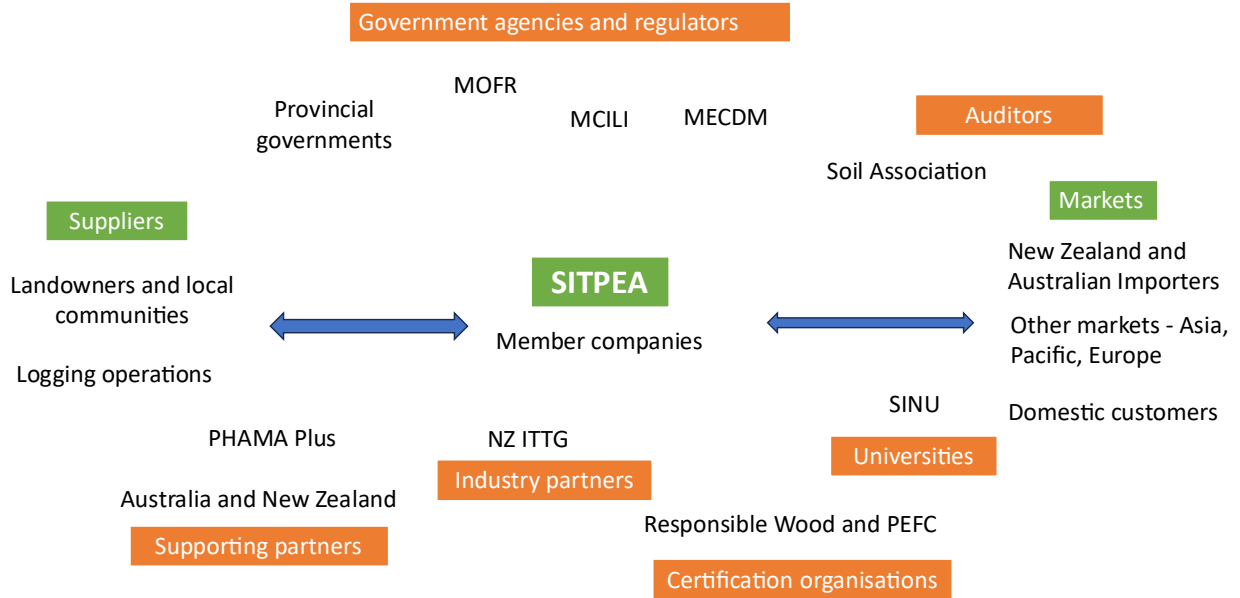 Government agencies and regulators
MOFR
Provincial
governments
MCILI
MECDM
Auditors
Soil Association
Suppliers
Markets
Landowners and local
communities
SITPEA
New Zealand and
Australian Importers
Member companies
Other markets - Asia,
Pacific, Europe
Logging operations
SINU
Domestic customers
PHAMA Plus
NZ ITTG
Universities
Industry partners
Australia and New Zealand
Responsible Wood and PEFC
Supporting partners
Certification organisations